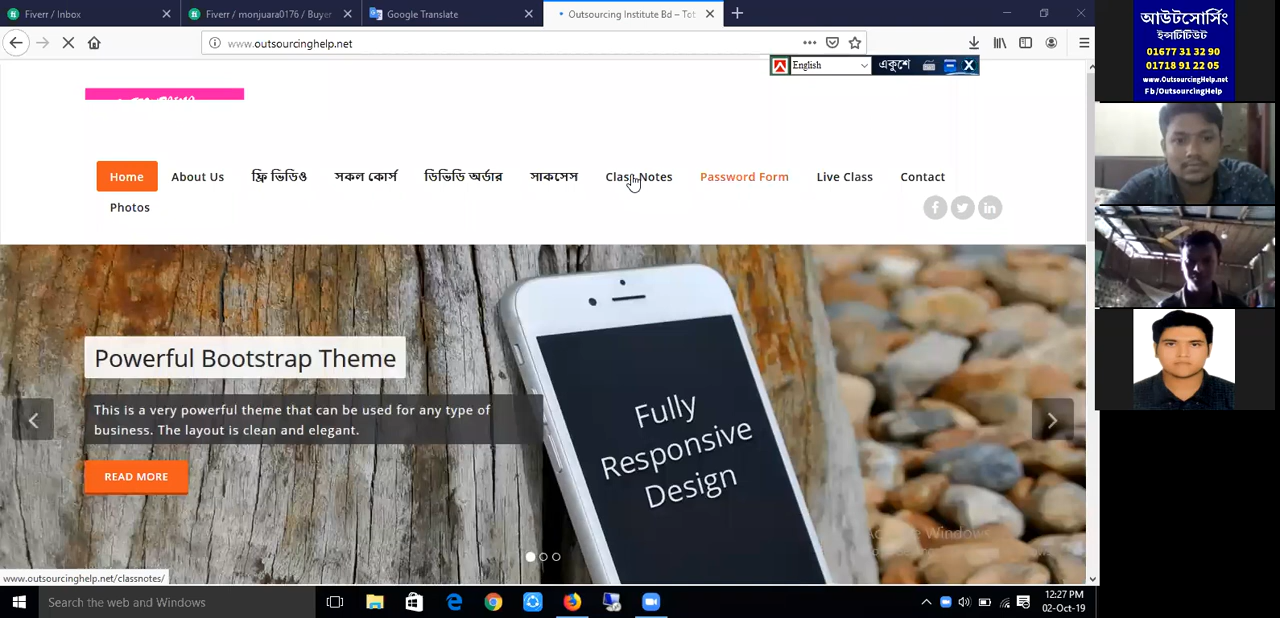 Fiverr / Inbox
Fiverr / monjuara0176 / Buyer
Google Translate
Outsourcing Institute Bd – Tot
www.outsourcinghelp.net
English
একুশে
Home
About Us
ফ্রি ভিডিও
সকল কোর্স
ডিভিডি অর্ডার
সাকসেস
Class Notes
Password Form
Live Class
Contact
Photos
Powerful Bootstrap Theme
This is a very powerful theme that can be used for any type of
business. The layout is clean and elegant.
READ MORE
Fully
Responsive
Design
www.outsourcinghelp.net/classnotes/
Search the web and Windows
12:27 PM
02-Oct-19
আউটসোর্সিং
ইন্সটিটিউট
01677 31 32 90
01718 91 22 05
www.OutsourcingHelp.net
Fb/OutsourcingHelp